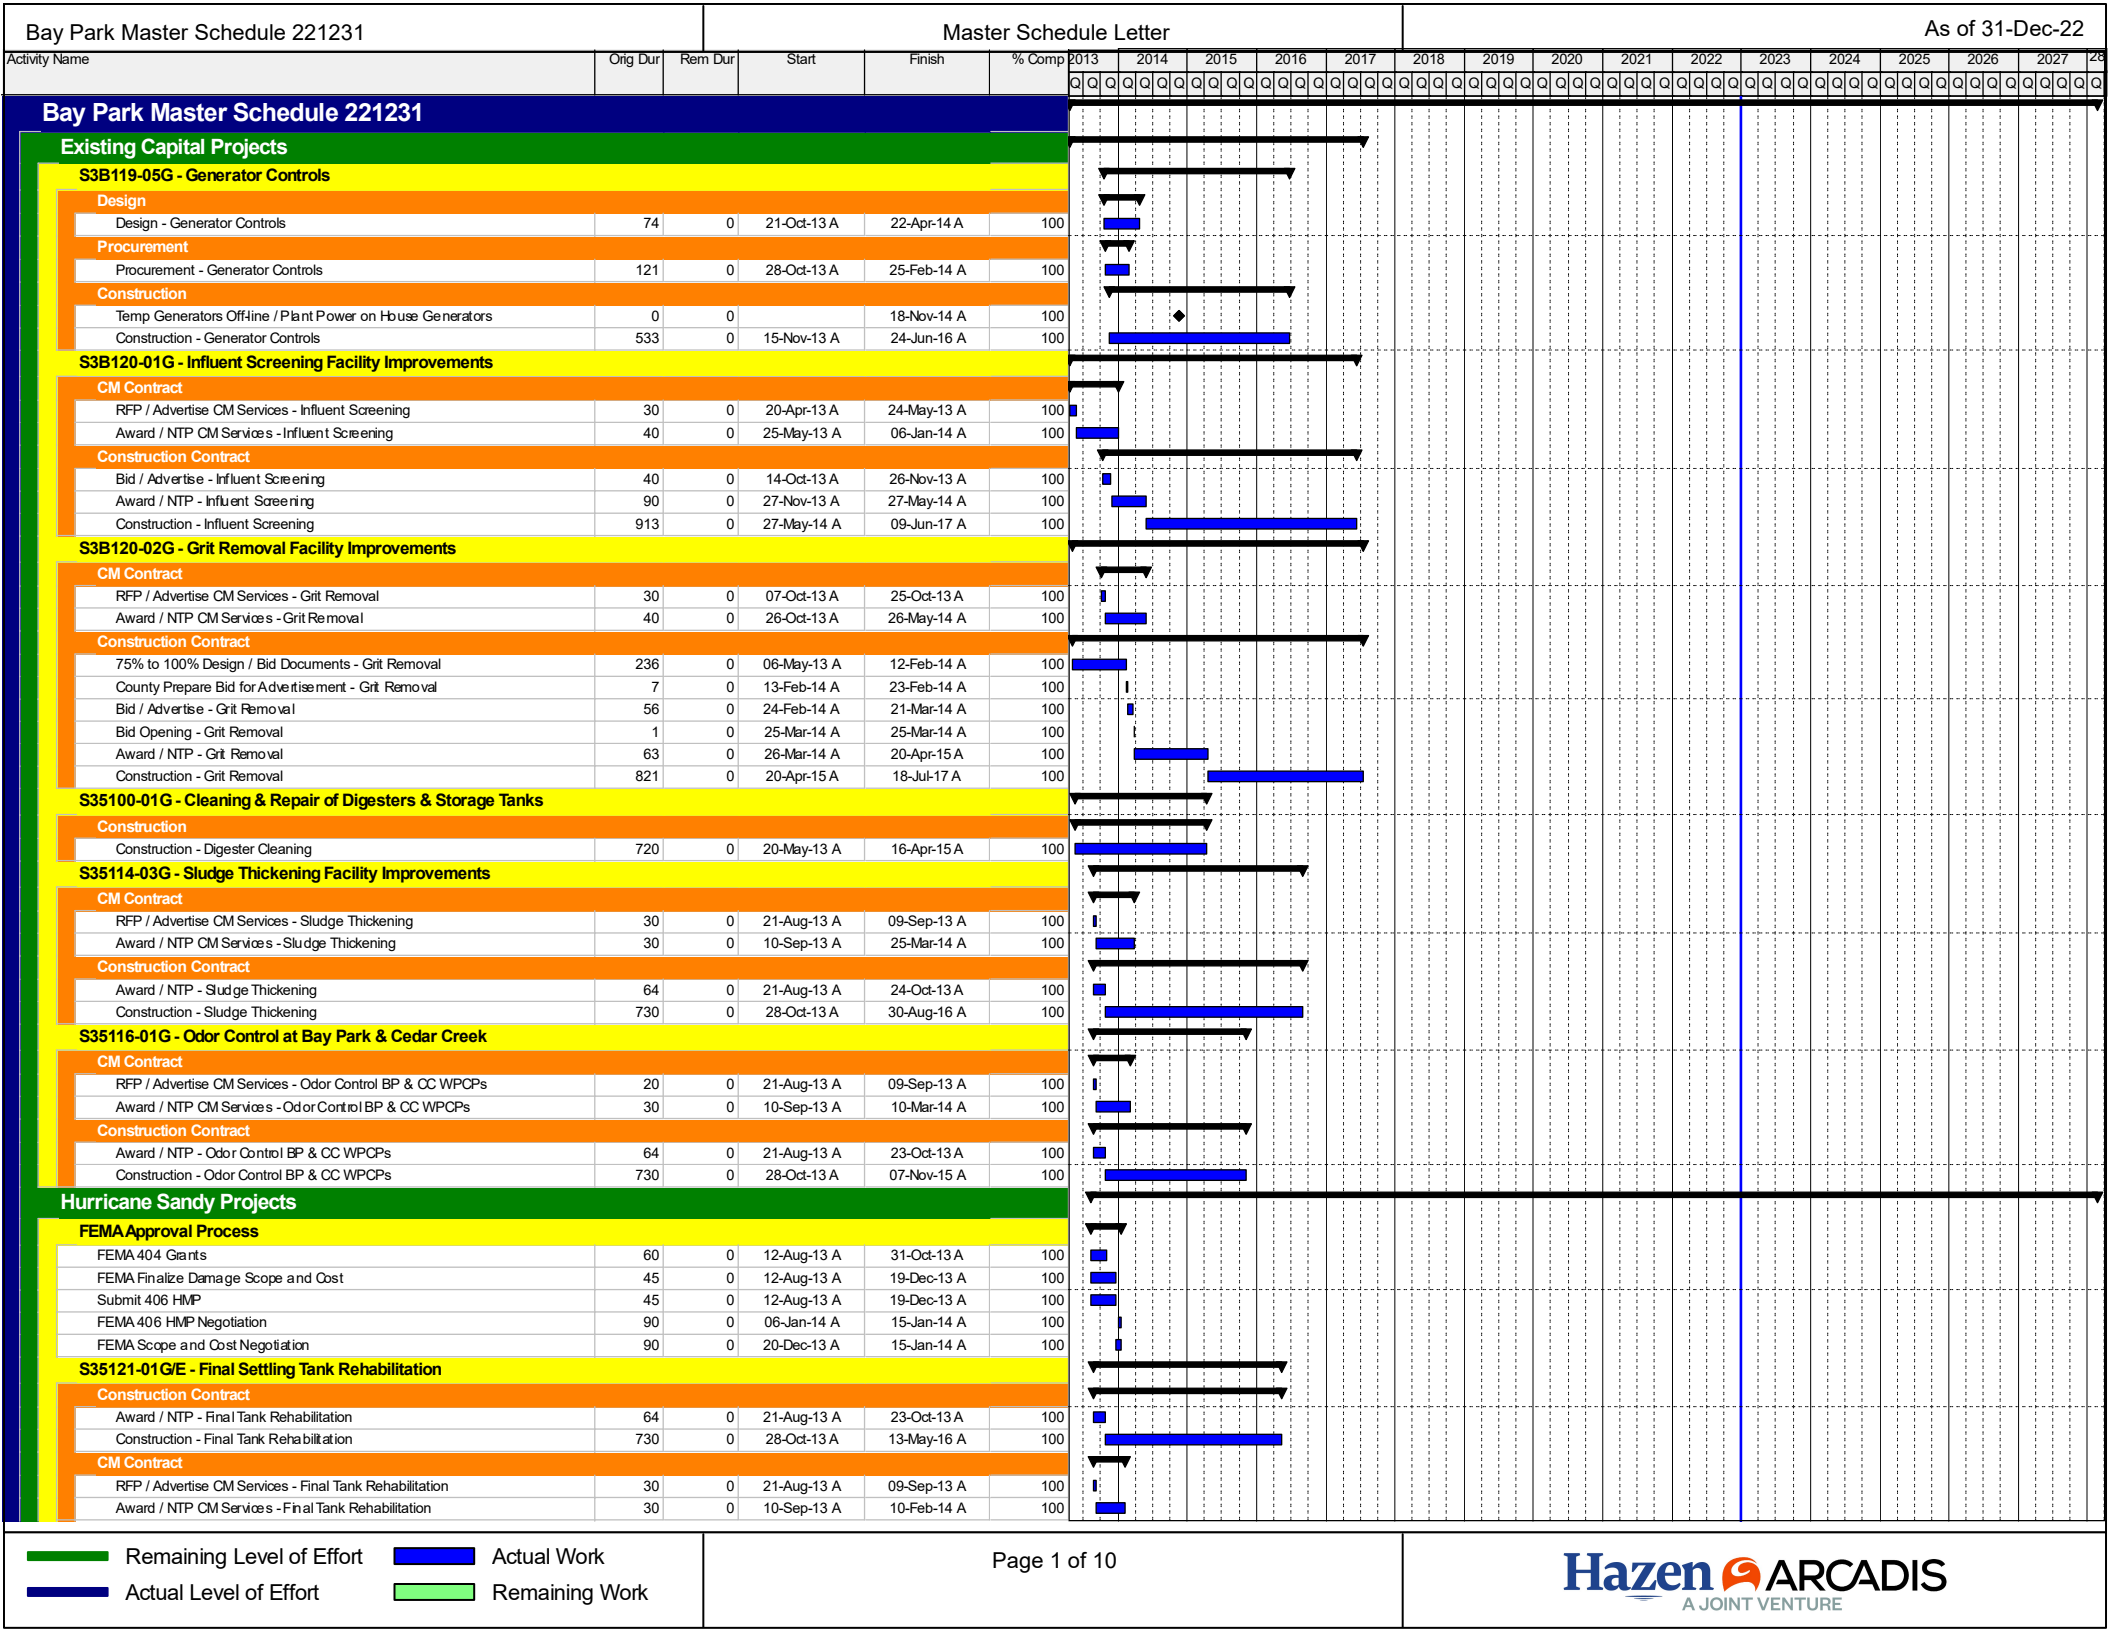 Bay Park Master Schedule 221231 Master Schedule Letter As of 31-Dec-22
Activity Name Orig Dur Rem Dur Start Finish % Comp 2013 2014 2015 2016 2017 2018 2019 2020 2021 2022 2023 2024 2025 2026 2027 28
Q Q Q Q Q Q Q Q Q Q Q Q Q Q Q Q Q Q Q Q Q Q Q Q Q Q Q Q Q Q Q Q Q Q Q Q Q Q Q Q Q Q Q Q Q Q Q Q Q Q Q Q Q Q Q Q Q Q Q Q
Bay Park Master Schedule 221231
Existing Capital Projects
S3B119-05G - Generator Controls
Design
Design - Generator Controls 74 0 21-Oct-13 A 22-Apr-14 A 100
Procurement
Procurement - Generator Controls 121 0 28-Oct-13 A 25-Feb-14 A 100
Construction
Temp Generators Off-line / Plant Power on House Generators 0 0 18-Nov-14 A 100
Construction - Generator Controls 533 0 15-Nov-13 A 24-Jun-16 A 100
S3B120-01G - Influent Screening Facility Improvements
CM Contract
RFP / Advertise CM Services - Influent Screening 30 0 20-Apr-13 A 24-May-13 A 100
Award / NTP CM Services - Influent Screening 40 0 25-May-13 A 06-Jan-14 A 100
Construction Contract
Bid / Advertise - Influent Screening 40 0 14-Oct-13 A 26-Nov-13 A 100
Award / NTP - Influent Screening 90 0 27-Nov-13 A 27-May-14 A 100
Construction - Influent Screening 913 0 27-May-14 A 09-Jun-17 A 100
S3B120-02G - Grit Removal Facility Improvements
CM Contract
RFP / Advertise CM Services - Grit Removal 30 0 07-Oct-13 A 25-Oct-13 A 100
Award / NTP CM Services - Grit Removal 40 0 26-Oct-13 A 26-May-14 A 100
Construction Contract
75% to 100% Design / Bid Documents - Grit Removal 236 0 06-May-13 A 12-Feb-14 A 100
County Prepare Bid for Advertisement - Grit Removal 7 0 13-Feb-14 A 23-Feb-14 A 100
Bid / Advertise - Grit Removal 56 0 24-Feb-14 A 21-Mar-14 A 100
Bid Opening - Grit Removal 1 0 25-Mar-14 A 25-Mar-14 A 100
Award / NTP - Grit Removal 63 0 26-Mar-14 A 20-Apr-15 A 100
Construction - Grit Removal 821 0 20-Apr-15 A 18-Jul-17 A 100
S35100-01G - Cleaning & Repair of Digesters & Storage Tanks
Construction
Construction - Digester Cleaning 720 0 20-May-13 A 16-Apr-15 A 100
S35114-03G - Sludge Thickening Facility Improvements
CM Contract
RFP / Advertise CM Services - Sludge Thickening 30 0 21-Aug-13 A 09-Sep-13 A 100
Award / NTP CM Services - Sludge Thickening 30 0 10-Sep-13 A 25-Mar-14 A 100
Construction Contract
Award / NTP - Sludge Thickening 64 0 21-Aug-13 A 24-Oct-13 A 100
Construction - Sludge Thickening 730 0 28-Oct-13 A 30-Aug-16 A 100
S35116-01G - Odor Control at Bay Park & Cedar Creek
CM Contract
RFP / Advertise CM Services - Odor Control BP & CC WPCPs 20 0 21-Aug-13 A 09-Sep-13 A 100
Award / NTP CM Services - Odor Control BP & CC WPCPs 30 0 10-Sep-13 A 10-Mar-14 A 100
Construction Contract
Award / NTP - Odor Control BP & CC WPCPs 64 0 21-Aug-13 A 23-Oct-13 A 100
Construction - Odor Control BP & CC WPCPs 730 0 28-Oct-13 A 07-Nov-15 A 100
Hurricane Sandy Projects
FEMA Approval Process
FEMA 404 Grants 60 0 12-Aug-13 A 31-Oct-13 A 100
FEMA Finalize Damage Scope and Cost 45 0 12-Aug-13 A 19-Dec-13 A 100
Submit 406 HMP 45 0 12-Aug-13 A 19-Dec-13 A 100
FEMA 406 HMP Negotiation 90 0 06-Jan-14 A 15-Jan-14 A 100
FEMA Scope and Cost Negotiation 90 0 20-Dec-13 A 15-Jan-14 A 100
S35121-01G/E - Final Settling Tank Rehabilitation
Construction Contract
Award / NTP - Final Tank Rehabilitation 64 0 21-Aug-13 A 23-Oct-13 A 100
Construction - Final Tank Rehabilitation 730 0 28-Oct-13 A 13-May-16 A 100
CM Contract
RFP / Advertise CM Services - Final Tank Rehabilitation 30 0 21-Aug-13 A 09-Sep-13 A 100
Award / NTP CM Services - Final Tank Rehabilitation 30 0 10-Sep-13 A 10-Feb-14 A 100
Remaining Level of Effort Actual Work
Actual Level of Effort Remaining Work
Page 1 of 10
Hazen ARCADIS
A JOINT VENTURE